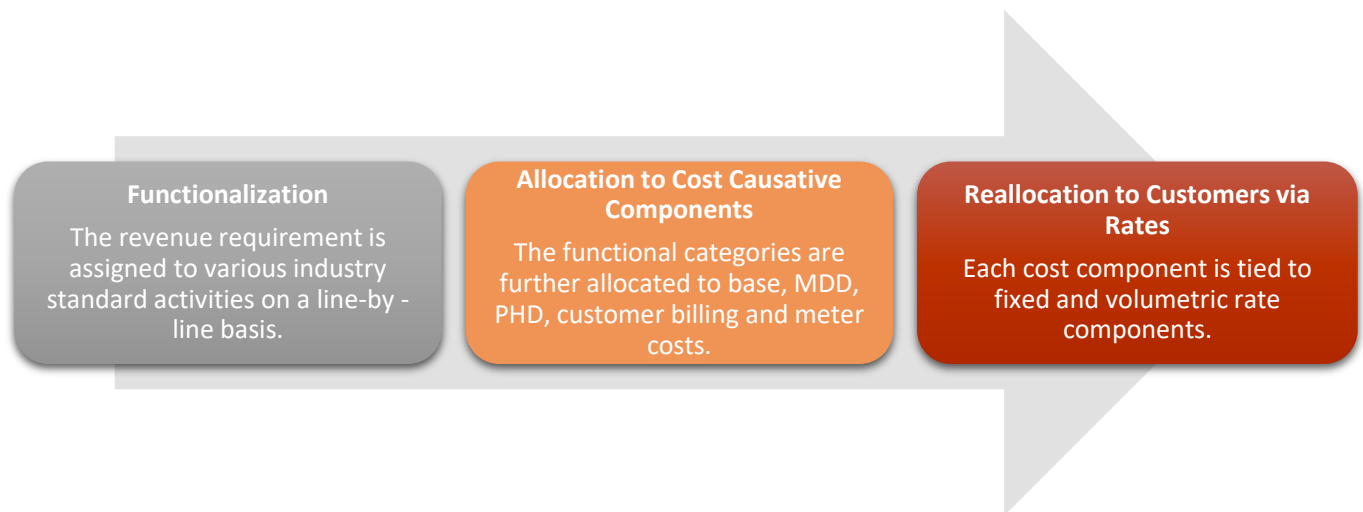 Functionalization
The revenue requirement is
assigned to various industry
standard activities on a line-by -
line basis.
Allocation to Cost Causative
Components
The functional categories are
further allocated to base, MDD,
PHD, customer billing and meter
costs.
Reallocation to Customers via
Rates
Each cost component is tied to
fixed and volumetric rate
components.